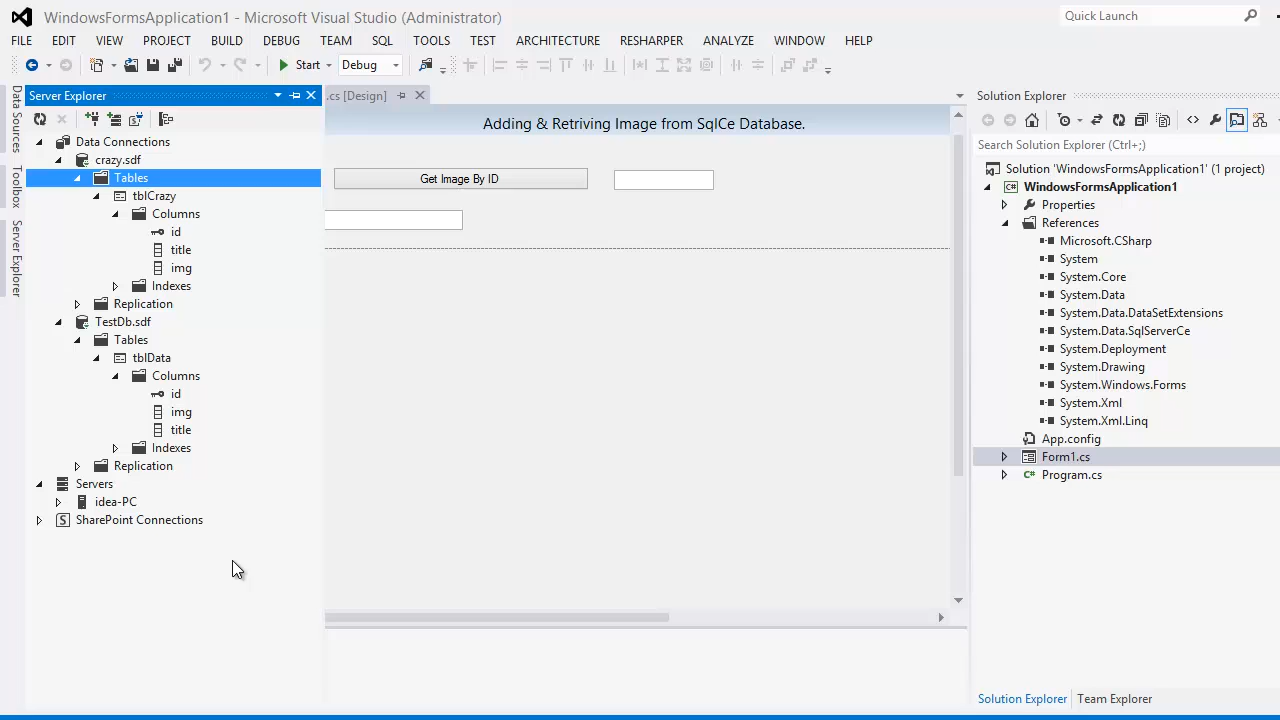 WindowsFormsApplication1 - Microsoft Visual Studio (Administrator)
Quick Launch
FILE EDIT VIEW PROJECT BUILD DEBUG TEAM SQL TOOLS TEST ARCHITECTURE RESHARPER ANALYZE WINDOW HELP
Start Debug
Data Sources
Toolbox
Server Explorer
Server Explorer
Data Connections
crazy.sdf
Tables
tblCrazy
Columns
id
title
img
Indexes
Replication
TestDb.sdf
Tables
tblData
Columns
id
img
title
Indexes
Replication
Servers
idea-PC
SharePoint Connections
.cs [Design]
Adding & Retriving Image from SqlCe Database.
Get Image By ID
Solution Explorer
Search Solution Explorer (Ctrl+;)
Solution 'WindowsFormsApplication1' (1 project)
WindowsFormsApplication1
Properties
References
Microsoft.CSharp
System
System.Core
System.Data
System.Data.DataSetExtensions
System.Data.SqlServerCe
System.Deployment
System.Drawing
System.Windows.Forms
System.Xml
System.Xml.Linq
App.config
Form1.cs
Program.cs
Solution Explorer Team Explorer